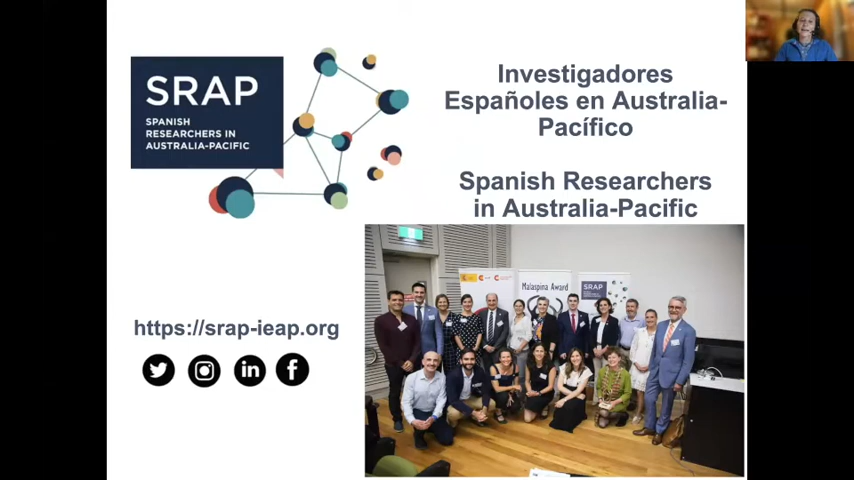 SRAP
SPANISH
RESEARCHERS IN
AUSTRALIA-PACIFIC
Investigadores
Españoles en Australia-
Pacífico
Spanish Researchers
in Australia-Pacific
https://srap-ieap.org
Malaspina Award
SRAP